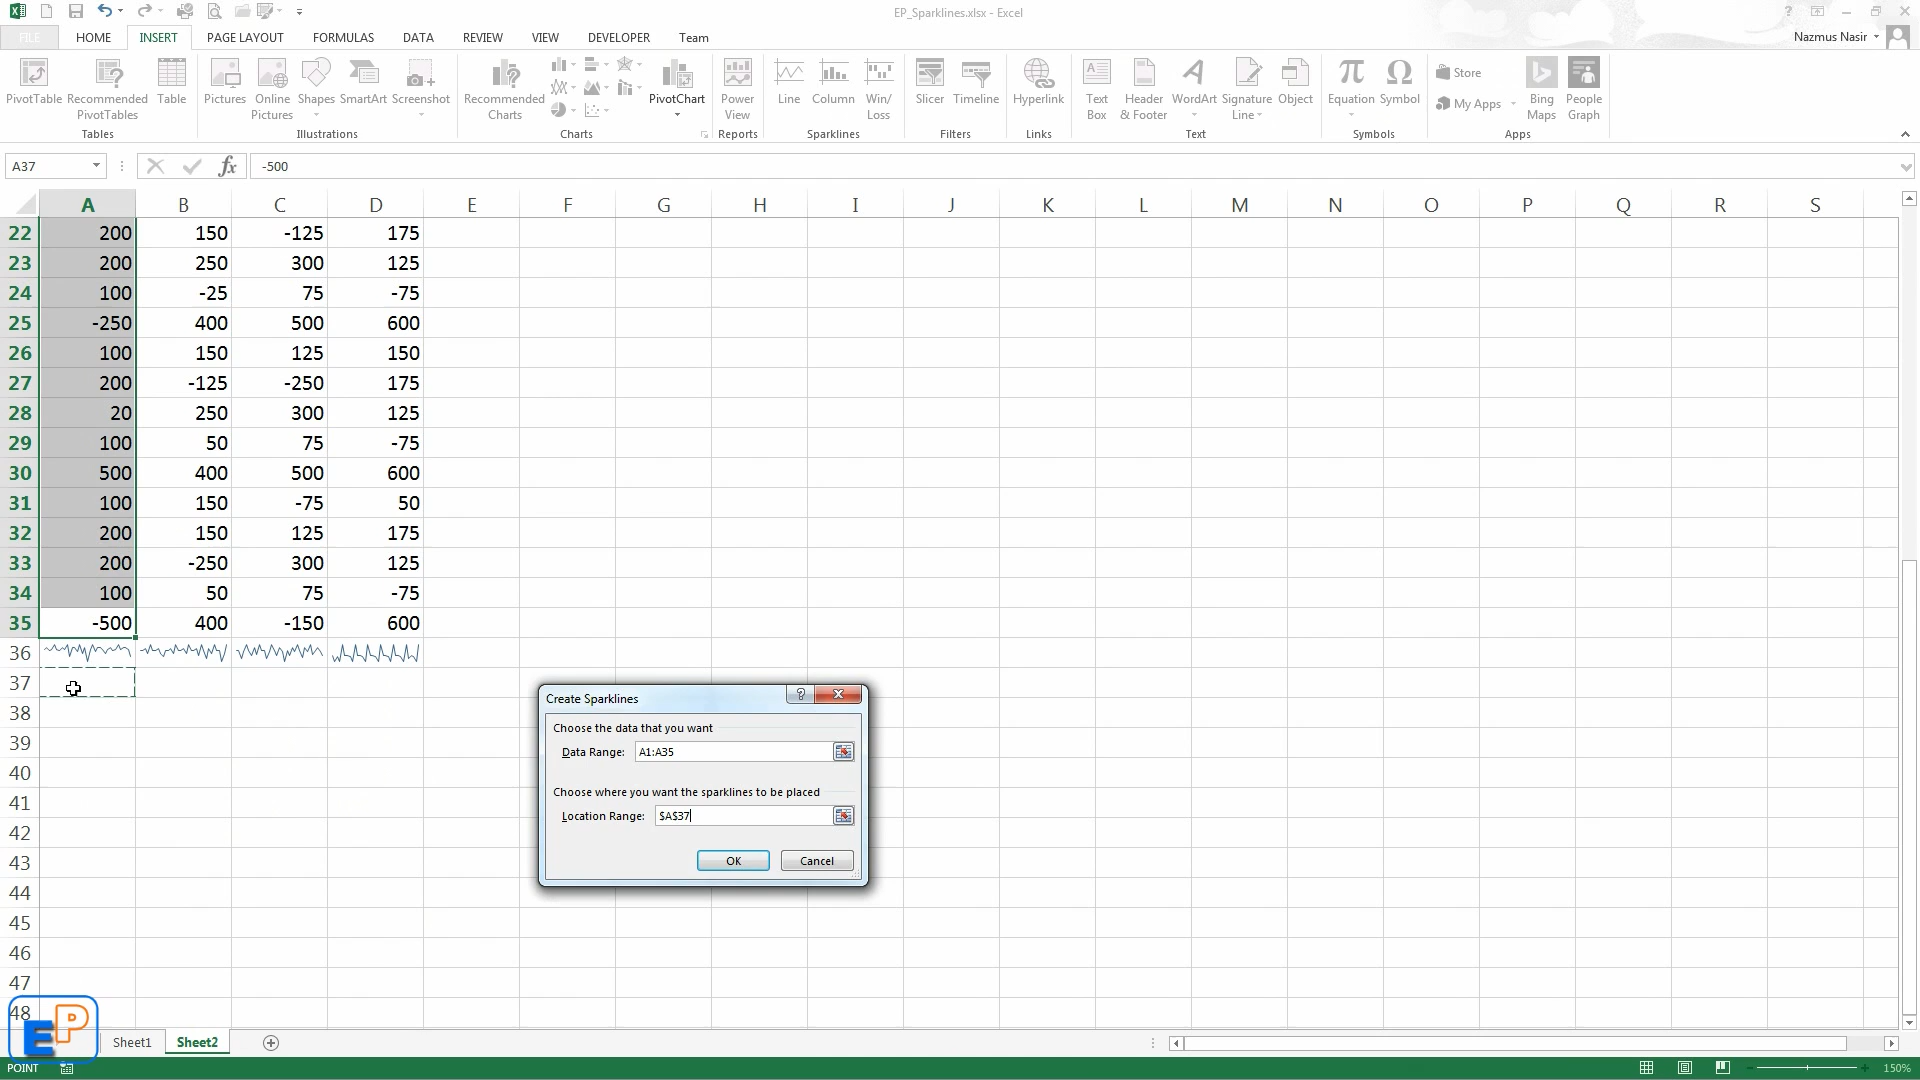 EP_Sparklines.xlsx - Excel
FILE HOME INSERT PAGE LAYOUT FORMULAS DATA REVIEW VIEW DEVELOPER Team
Nazmus Nasir
PivotTable
Recommended PivotTables
Table
Tables
Pictures
Online Pictures
Shapes
SmartArt
Screenshot
Illustrations
Recommended Charts
PivotChart
Charts
Power View
Reports
Line
Column
Win/ Loss
Sparklines
Slicer
Timeline
Filters
Hyperlink
Links
Text Box
Header & Footer
WordArt
Signature Line
Object
Text
Equation
Symbol
Symbols
Store
My Apps
Bing Maps
People Graph
Apps
A37 fx -500
A B C D E F G H I J K L M N O P Q R S
22 200 150 -125 175
23 200 250 300 125
24 100 -25 75 -75
25 -250 400 500 600
26 100 150 125 150
27 200 -125 -250 175
28 20 250 300 125
29 100 50 75 -75
30 500 400 500 600
31 100 150 -75 50
32 200 150 125 175
33 200 -250 300 125
34 100 50 75 -75
35 -500 400 -150 600
36
37
38
39
40
41
42
43
44
45
46
47
48
Create Sparklines
Choose the data that you want
Data Range: A1:A35
Choose where you want the sparklines to be placed
Location Range: $A$37
OK Cancel
EP
Sheet1 Sheet2
POINT 150%